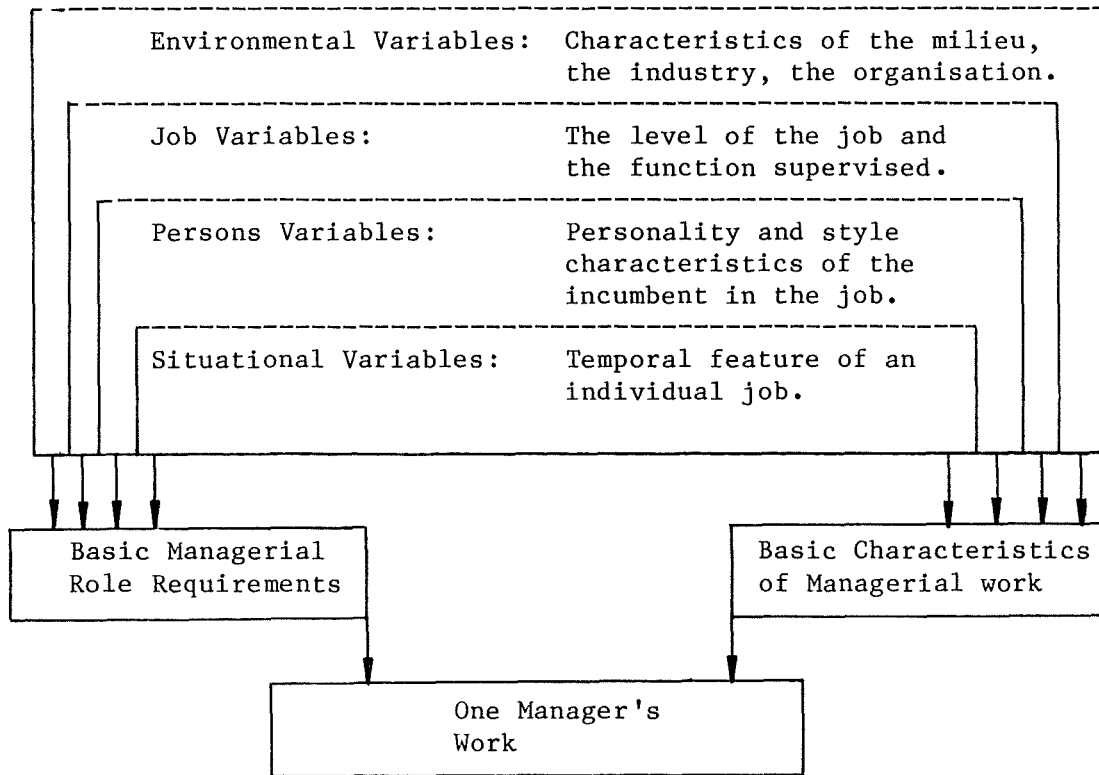 Environmental Variables: Characteristics of the milieu,
the industry, the organisation.
Job Variables: The level of the job and
the function supervised.
Persons Variables: Personality and style
characteristics of the
incumbent in the job.
Situational Variables: Temporal feature of an
individual job.
Basic Managerial
Role Requirements
Basic Characteristics
of Managerial work
One Manager's
Work